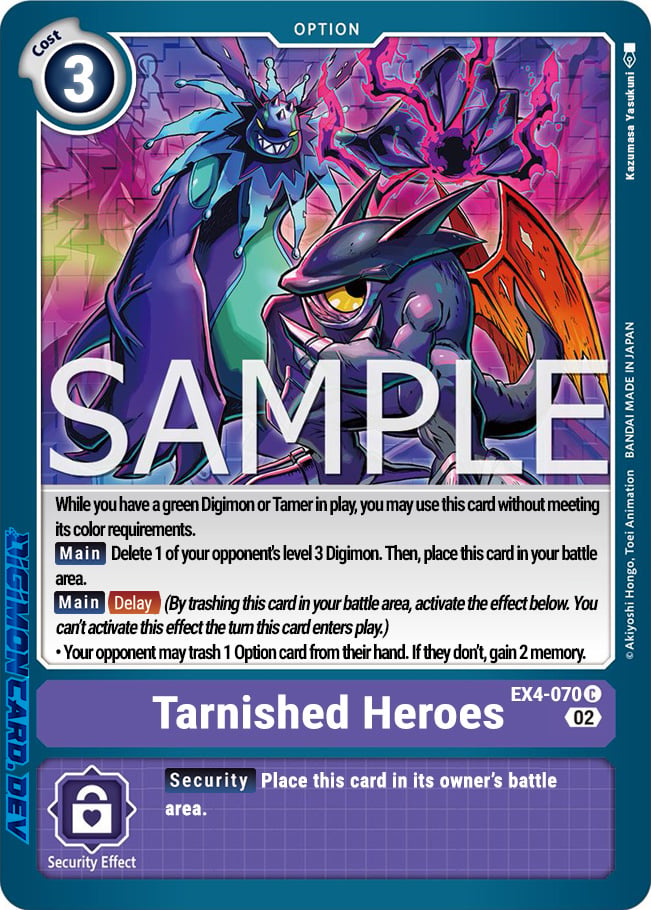 OPTION
Cost
3
Kazumasa Yasukuni
SAMPLE
While you have a green Digimon or Tamer in play, you may use this card without meeting
its color requirements.
Main Delete 1 of your opponent's level 3 Digimon. Then, place this card in your battle
area.
Main Delay (By trashing this card in your battle area, activate the effect below. You
can't activate this effect the turn this card enters play.)
• Your opponent may trash 1 Option card from their hand. If they don't, gain 2 memory.
© Akiyoshi Hongo, Toei Animation BANDAI MADE IN JAPAN
DIGIMONCARD.DEV
EX4-070 C
Tarnished Heroes
02
Security Place this card in its owner's battle
area.
Security Effect